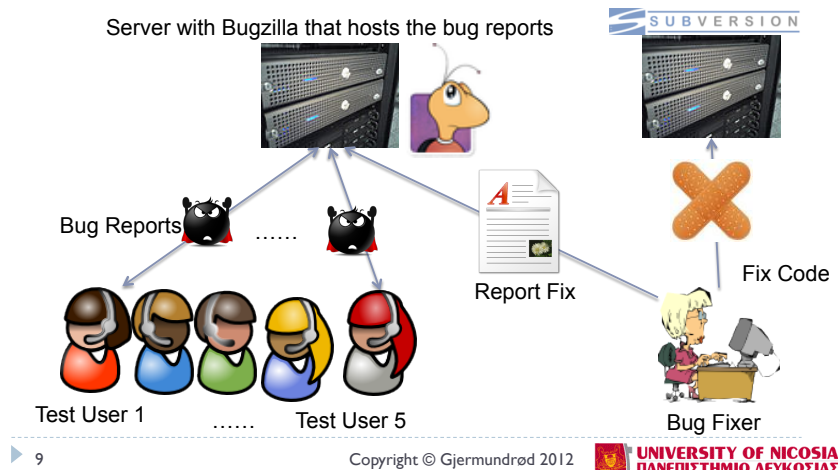 Server with Bugzilla that hosts the bug reports
SUBVERSION
Bug Reports
......
A
Report Fix
Fix Code
Test User 1
......
Test User 5
Bug Fixer
9
Copyright © Gjermundrød 2012
UNIVERSITY OF NICOSIA
ΠΑΝΕΠΙΣΤΗΜΙΟ ΛΕΥΚΩΣΙΑΣ